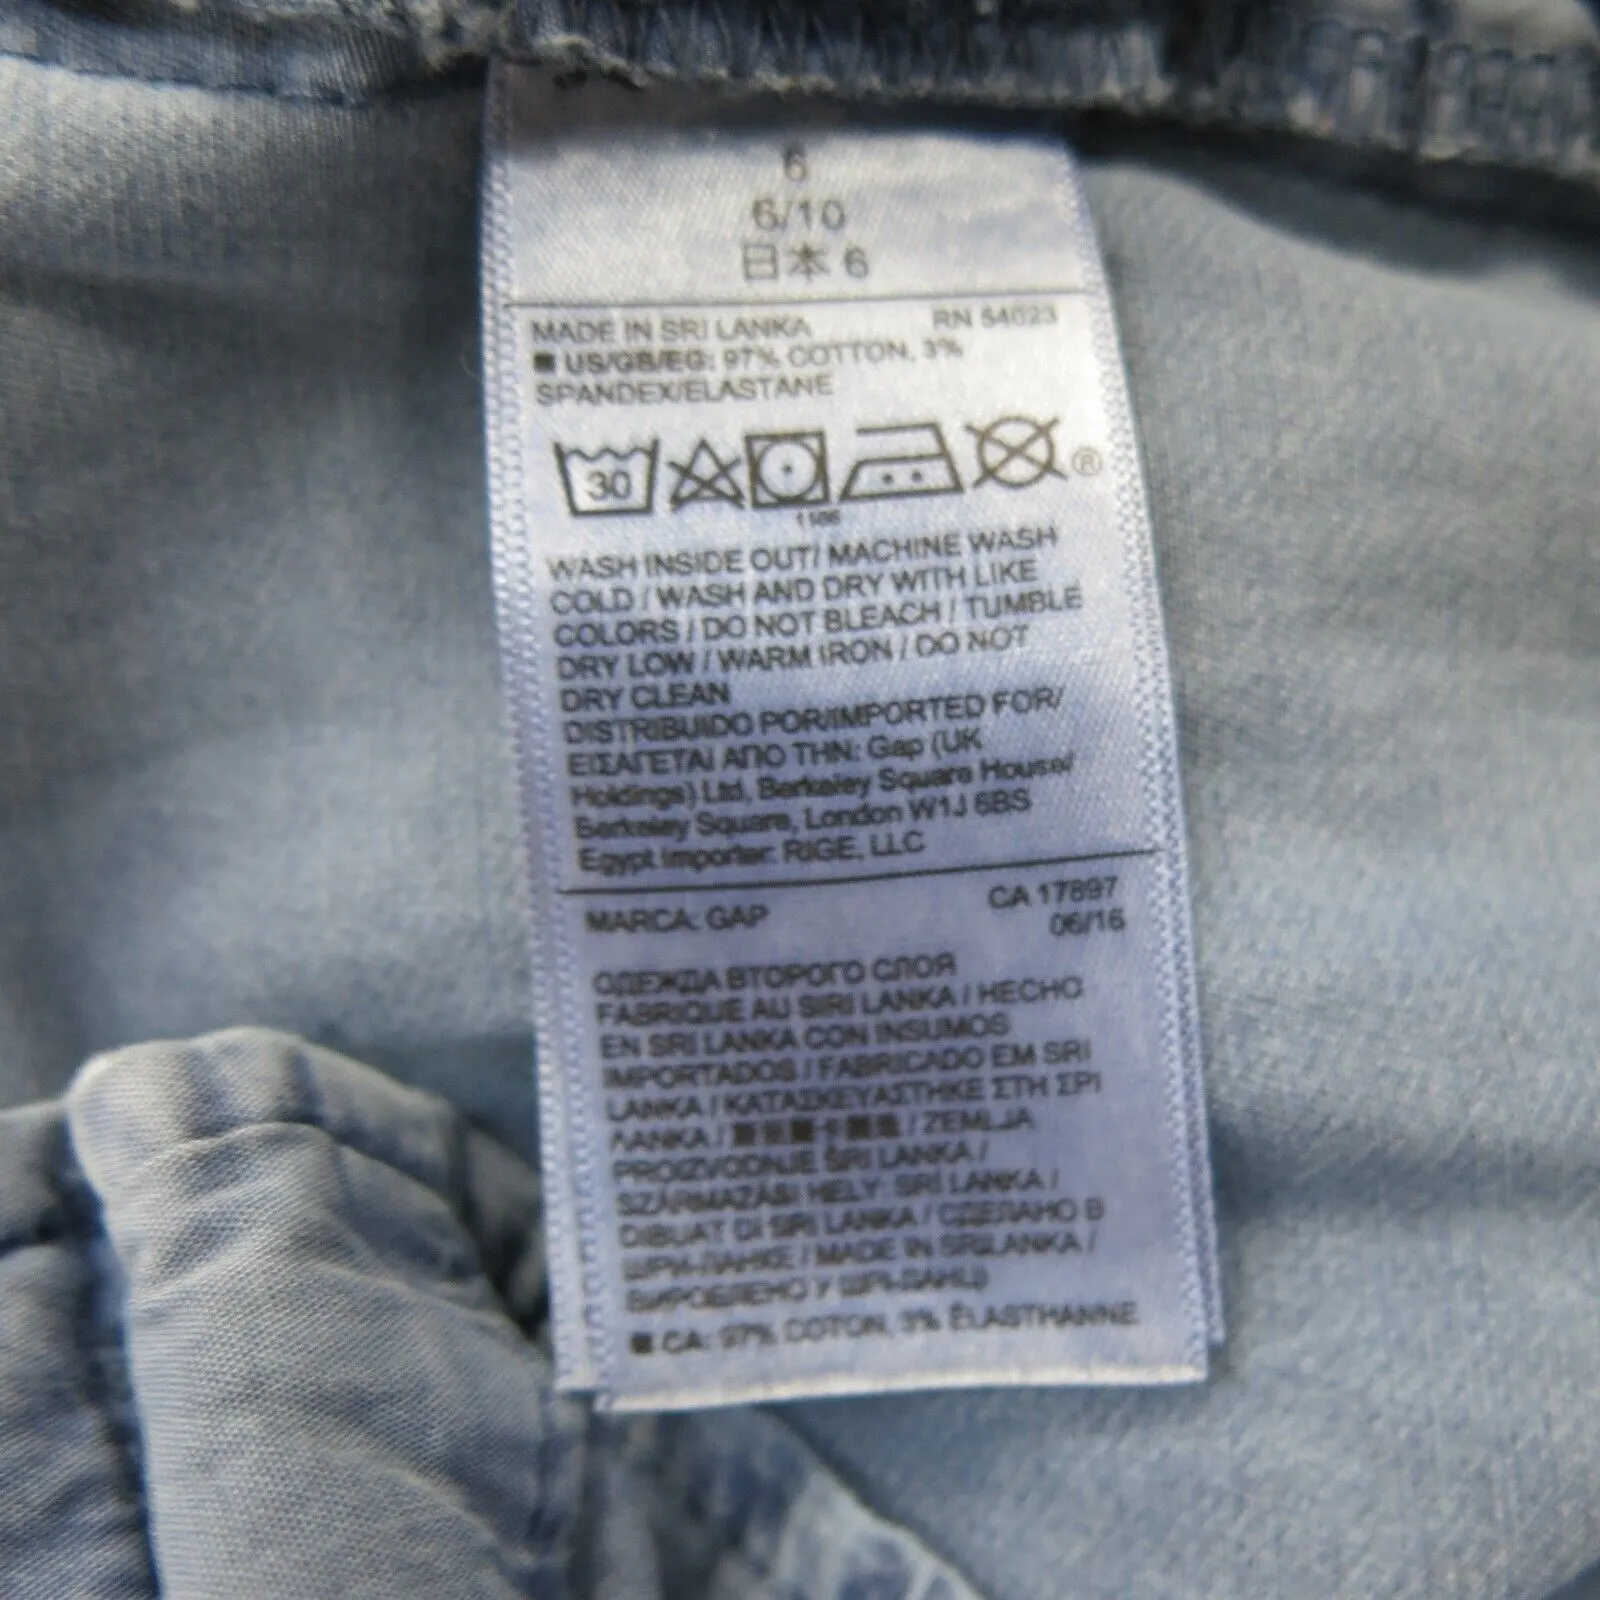 6
6/10
日本 6
MADE IN SRI LANKA RN 54023
US/GB/EG: 97% COTTON, 3%
SPANDEX/ELASTANE
30
®
1166
WASH INSIDE OUT/ MACHINE WASH
COLD / WASH AND DRY WITH LIKE
COLORS / DO NOT BLEACH / TUMBLE
DRY LOW / WARM IRON / DO NOT
DRY CLEAN
DISTRIBUIDO POR/IMPORTED FOR/
ΕΙΣΑΓΕΤΑΙ ΑΠΟ ΤΗΝ: Gap (UK
Holdings) Ltd, Berkeley Square House/
Berkeley Square, London W1J 6BS
Egypt Importer: RIGE, LLC
MARCA: GAP CA 17897
06/16
ОДЕЖДА ВТОРОГО СЛОЯ
FABRIQUE AU SIRI LANKA / HECHO
EN SRI LANKA CON INSUMOS
IMPORTADOS / FABRICADO EM SRI
LANKA / ΚΑΤΑΣΚΕΥΑΣΤΗΚΕ ΣΤΗ ΣΡΙ
ΛΑΝΚΑ / / ZEMLJA
PROIZVODNJE ŠRI LANKA /
SZÁRMAZÁSI HELY: SRÍ LANKA /
DIBUAT DI SRI LANKA / СДЕЛАНО В
ШРИ-ЛАНКЕ / MADE IN SRILANKA /
ВИРОБЛЕНО У ШРІ-ЛАНЦІ
CA: 97% COTON, 3% ÉLASTHANNE